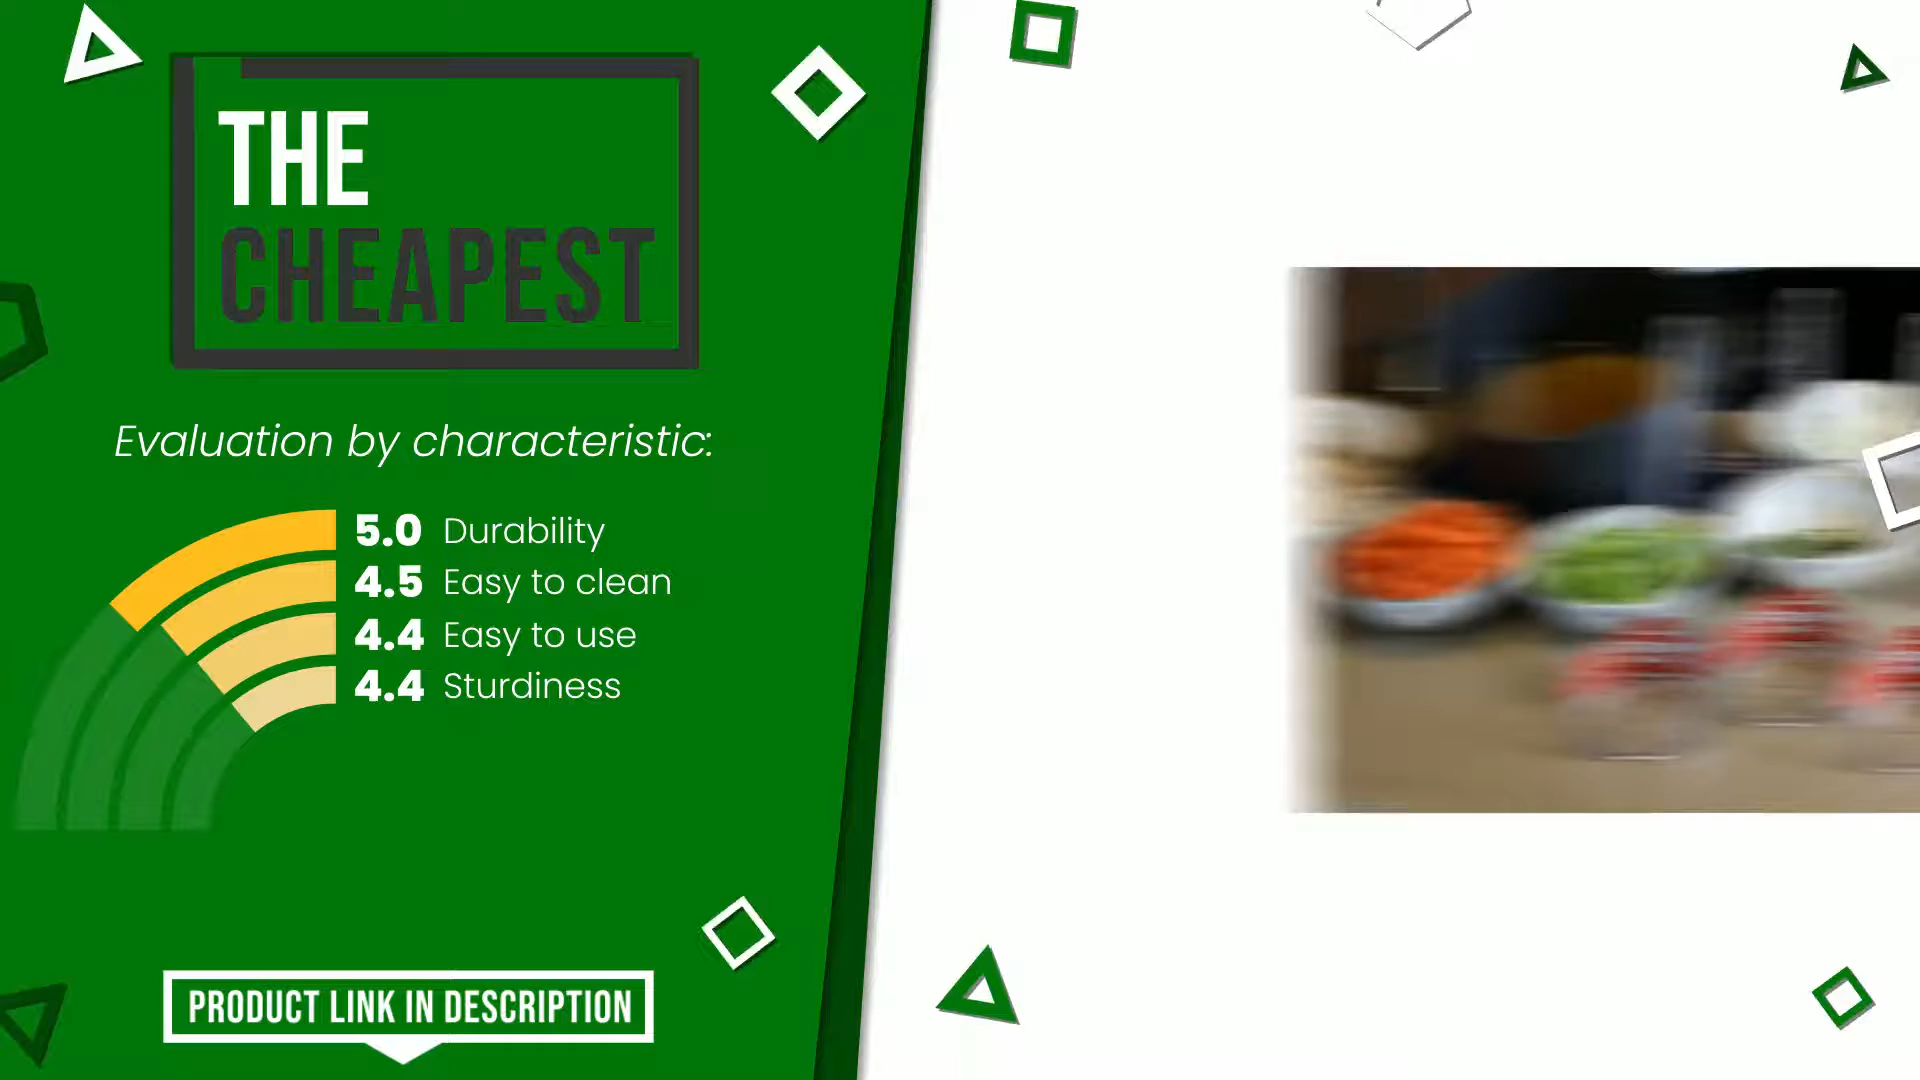 THE
CHEAPEST
Evaluation by characteristic:
5.0 Durability
4.5 Easy to clean
4.4 Easy to use
4.4 Sturdiness
PRODUCT LINK IN DESCRIPTION